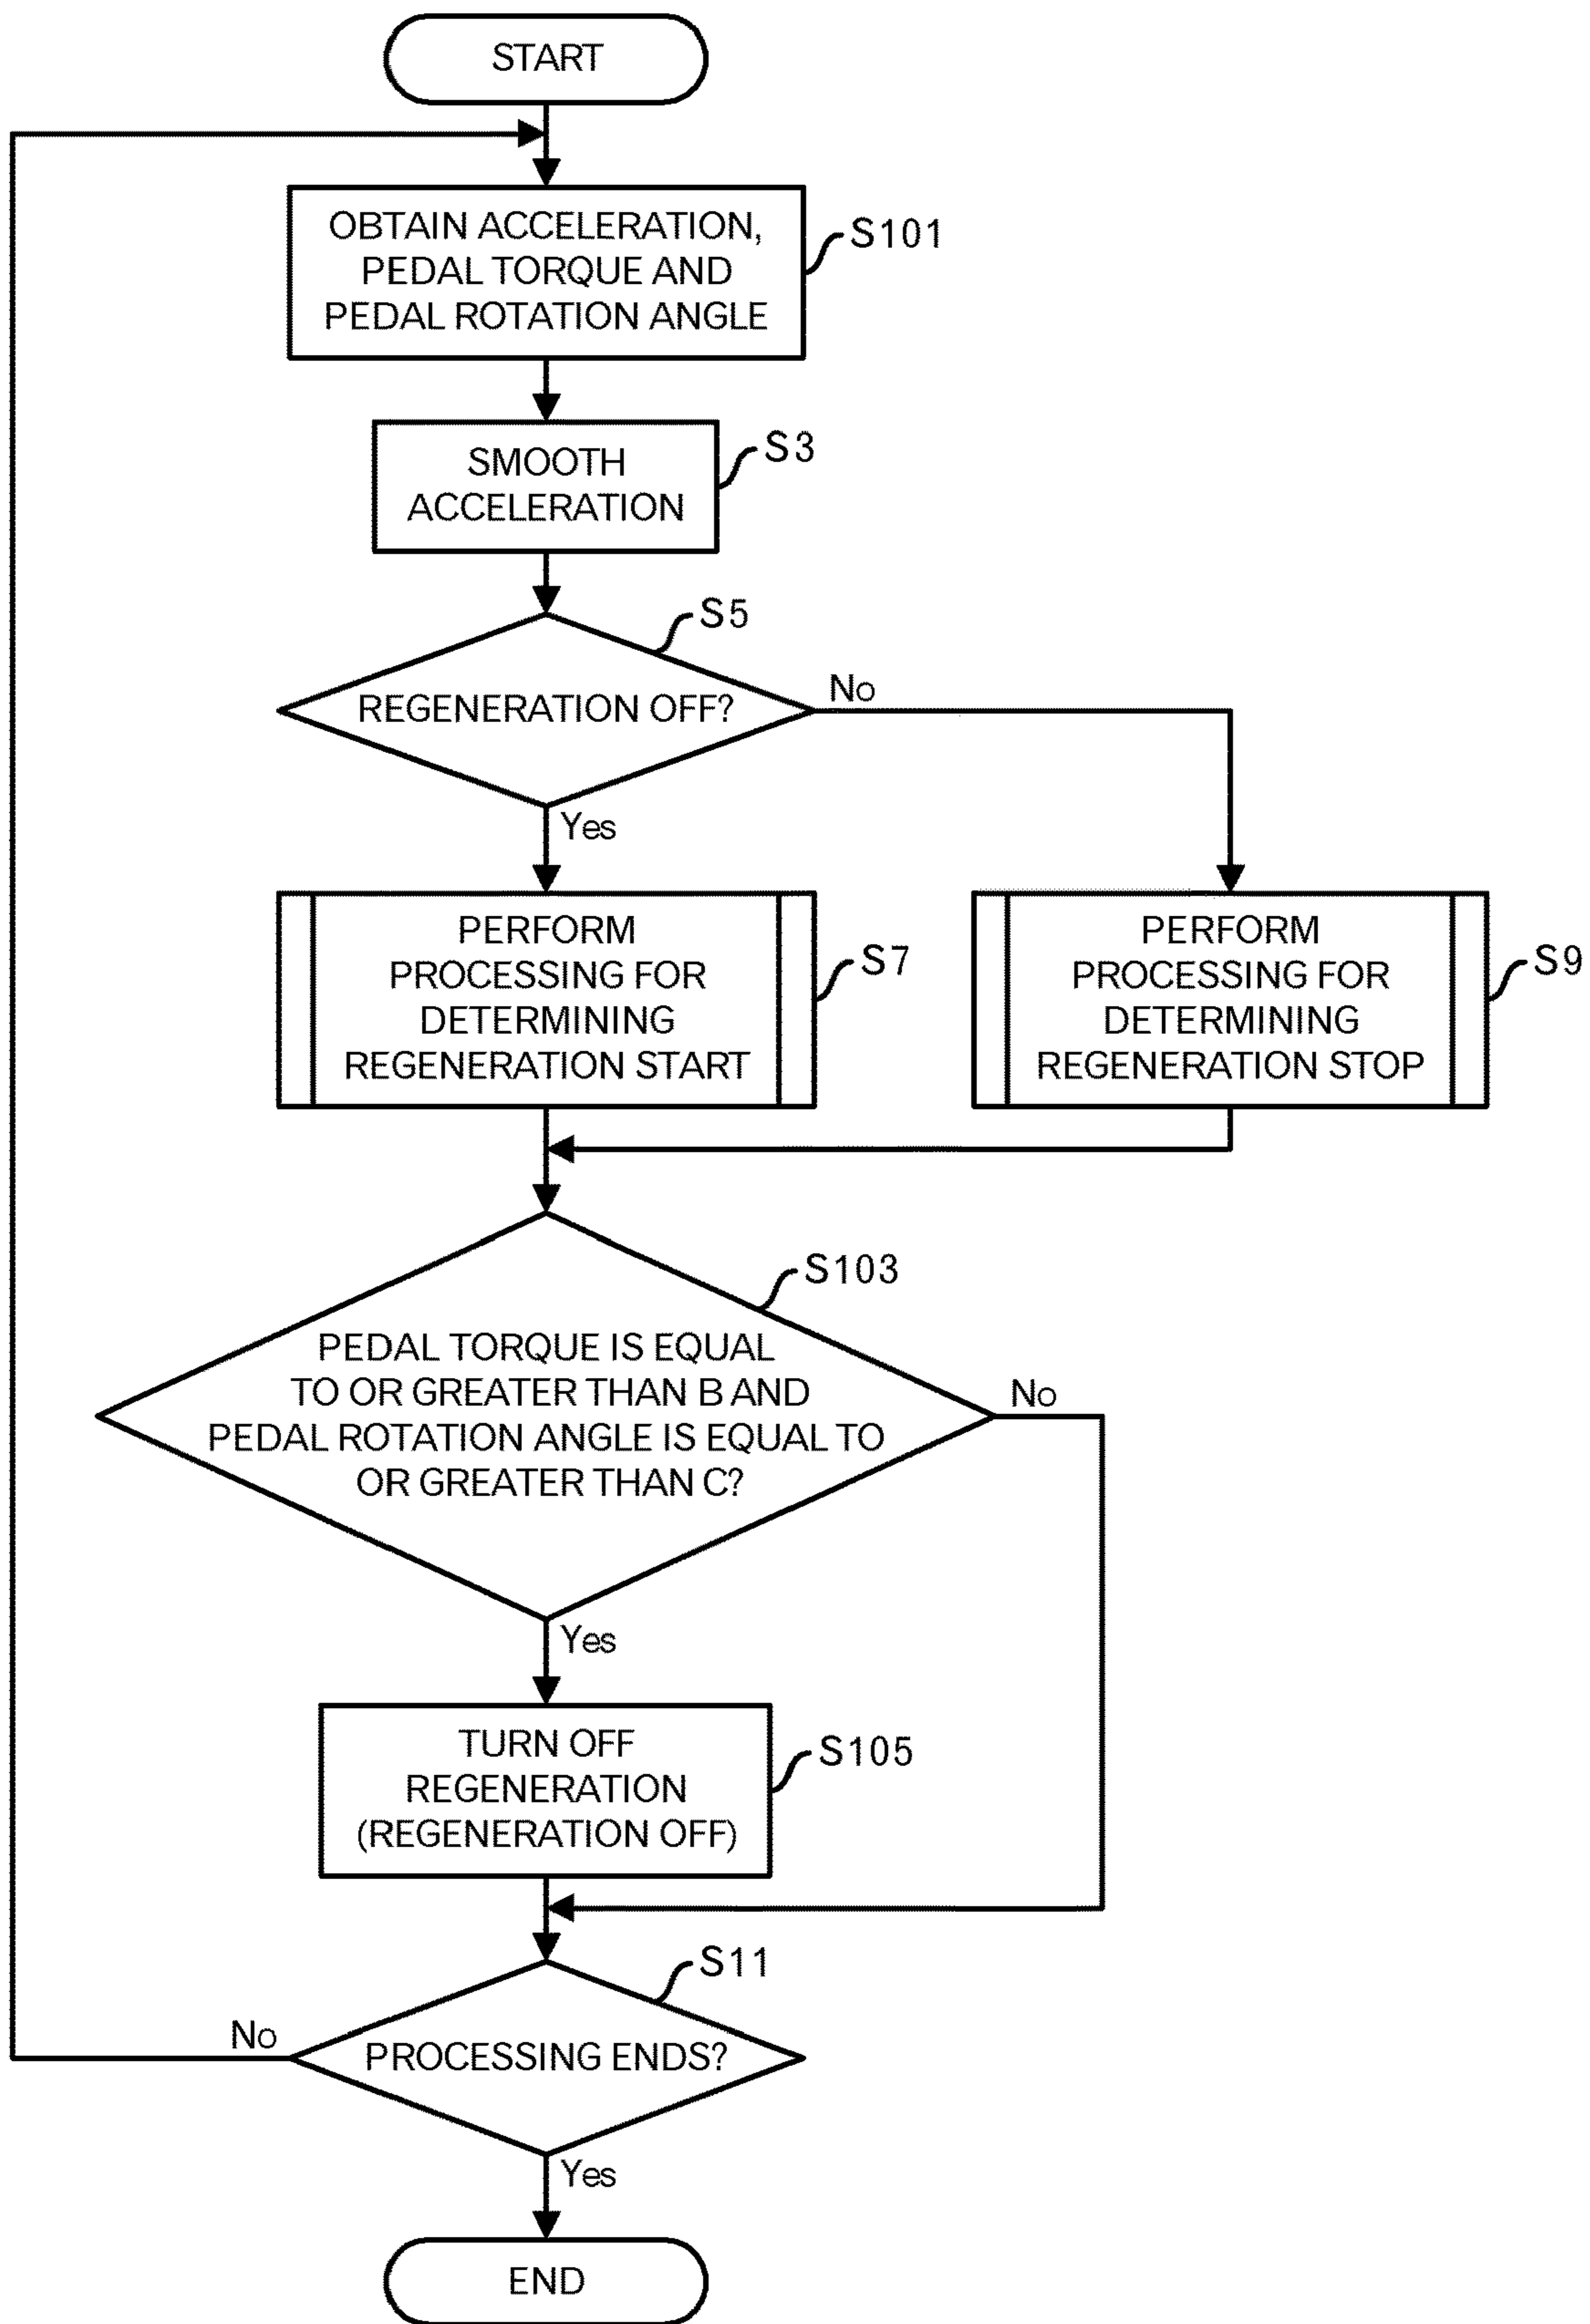 START
OBTAIN ACCELERATION,
PEDAL TORQUE AND
PEDAL ROTATION ANGLE
S101
SMOOTH
ACCELERATION
S3
S5
REGENERATION OFF?
No
Yes
PERFORM
PROCESSING FOR
DETERMINING
REGENERATION START
S7
PERFORM
PROCESSING FOR
DETERMINING
REGENERATION STOP
S9
S103
PEDAL TORQUE IS EQUAL
TO OR GREATER THAN B AND
PEDAL ROTATION ANGLE IS EQUAL TO
OR GREATER THAN C?
No
Yes
TURN OFF
REGENERATION
(REGENERATION OFF)
S105
S11
PROCESSING ENDS?
No
Yes
END